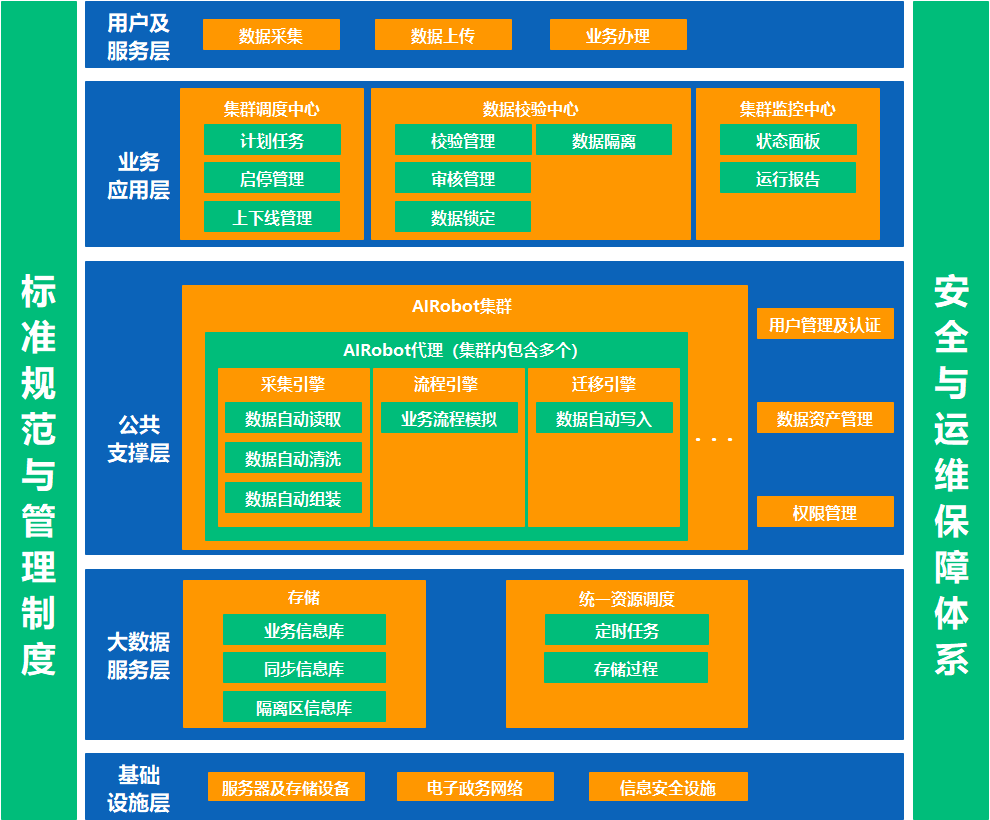 标准规范与管理制度
用户及
服务层
数据采集
数据上传
业务办理
业务
应用层
集群调度中心
计划任务
启停管理
上下线管理
数据校验中心
校验管理
数据隔离
审核管理
数据锁定
集群监控中心
状态面板
运行报告
公共
支撑层
AIRobot集群
AIRobot代理（集群内包含多个）
采集引擎
数据自动读取
数据自动清洗
数据自动组装
流程引擎
业务流程模拟
迁移引擎
数据自动写入
...
用户管理及认证
数据资产管理
权限管理
大数据
服务层
存储
业务信息库
同步信息库
隔离区信息库
统一资源调度
定时任务
存储过程
基础
设施层
服务器及存储设备
电子政务网络
信息安全设施
安全与运维保障体系